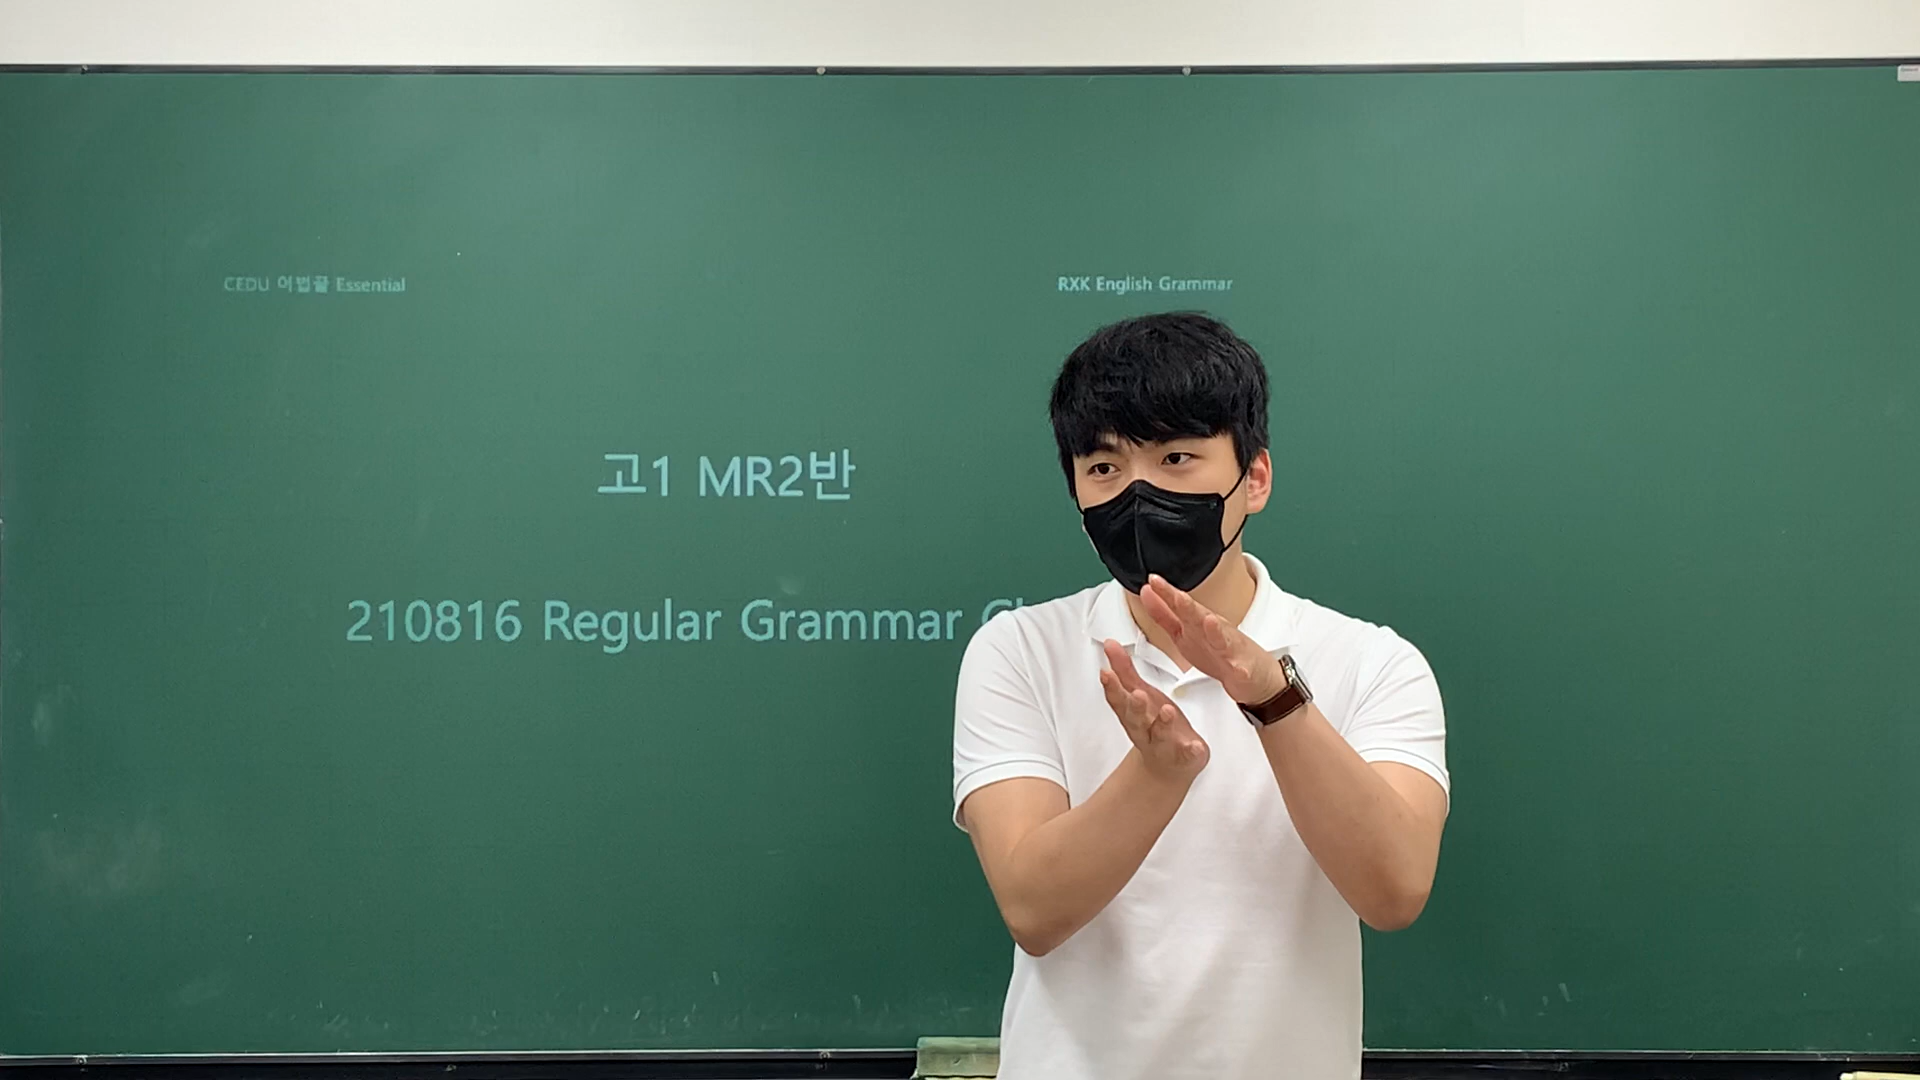 CEDU 어법끝 Essential
RXK English Grammar
고1 MR2반
210816 Regular Grammar